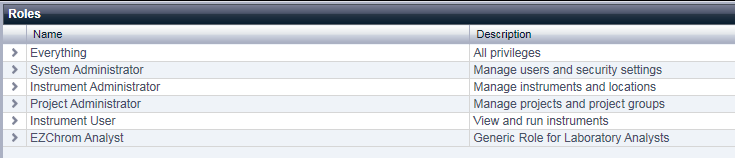 Roles
Name Description
Everything All privileges
System Administrator Manage users and security settings
Instrument Administrator Manage instruments and locations
Project Administrator Manage projects and project groups
Instrument User View and run instruments
EZChrom Analyst Generic Role for Laboratory Analysts